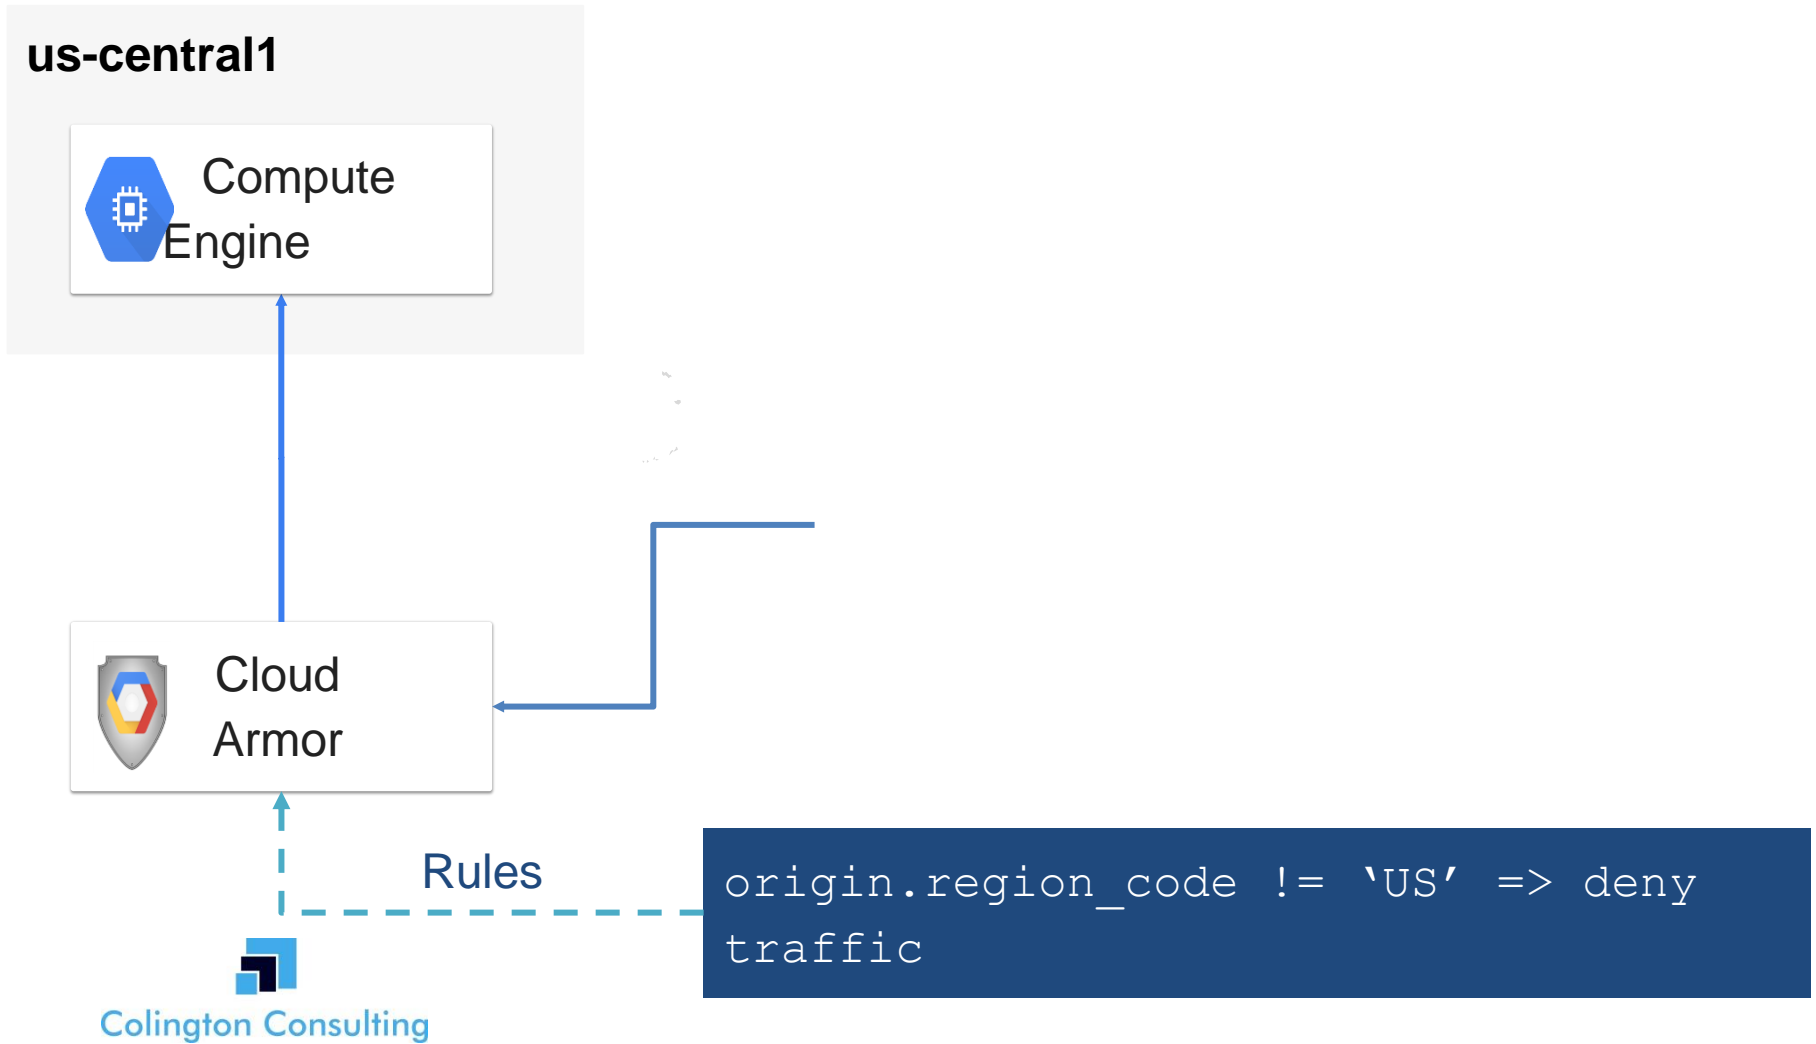 us-central1
Compute
Engine
Cloud
Armor
Rules
origin.region_code != ‘US’ => deny
traffic
Colington Consulting